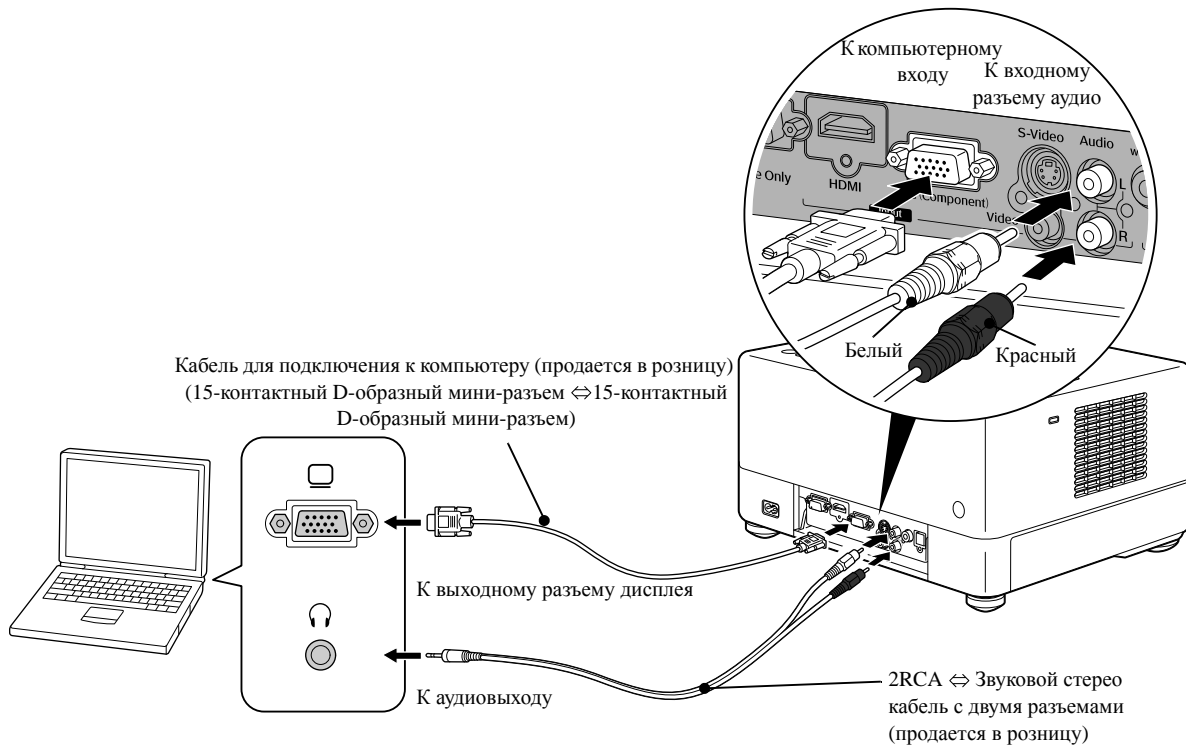 К компьютерному
входу
К входному
разъему аудио
S-Video
Audio
e Only
HDMI
(Component)
Input
Video
L
R
Белый
Красный
Кабель для подключения к компьютеру (продается в розницу)
(15-контактный D-образный мини-разъем ⇔15-контактный
D-образный мини-разъем)
К выходному разъему дисплея
К аудиовыходу
2RCA ⇔ Звуковой стерео
кабель с двумя разъемами
(продается в розницу)